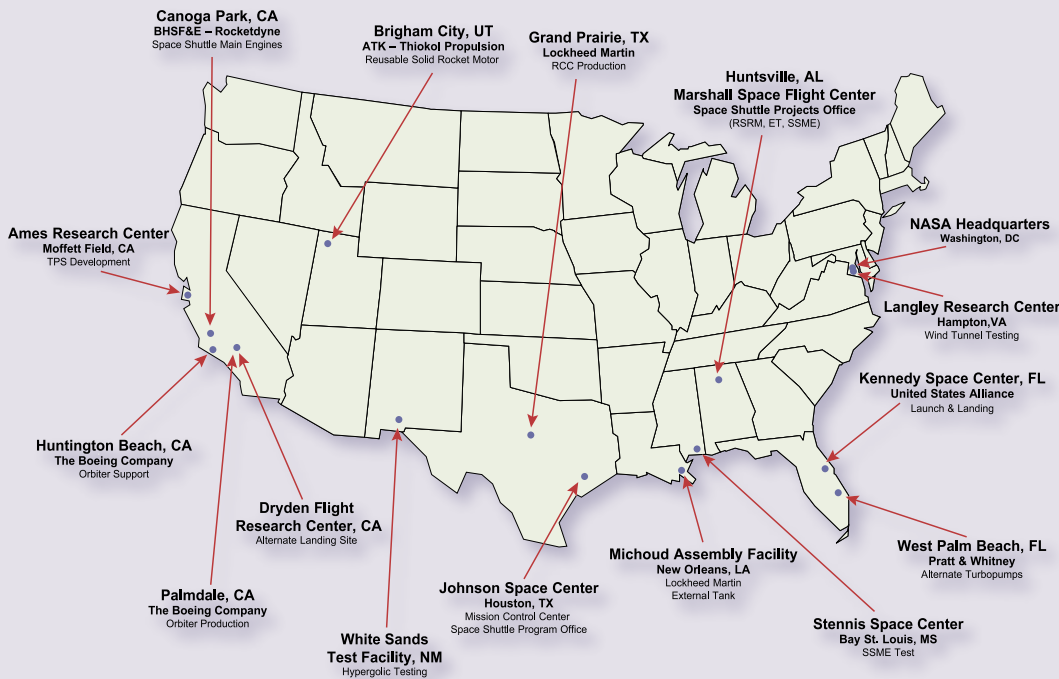 Canoga Park, CA
BHSF&E – Rocketdyne
Space Shuttle Main Engines
Brigham City, UT
ATK – Thiokol Propulsion
Reusable Solid Rocket Motor
Grand Prairie, TX
Lockheed Martin
RCC Production
Huntsville, AL
Marshall Space Flight Center
Space Shuttle Projects Office
(RSRM, ET, SSME)
Ames Research Center
Moffett Field, CA
TPS Development
NASA Headquarters
Washington, DC
Langley Research Center
Hampton,VA
Wind Tunnel Testing
Kennedy Space Center, FL
United States Alliance
Launch & Landing
Huntington Beach, CA
The Boeing Company
Orbiter Support
Dryden Flight
Research Center, CA
Alternate Landing Site
Palmdale, CA
The Boeing Company
Orbiter Production
White Sands
Test Facility, NM
Hypergolic Testing
Johnson Space Center
Houston, TX
Mission Control Center
Space Shuttle Program Office
Michoud Assembly Facility
New Orleans, LA
Lockheed Martin
External Tank
West Palm Beach, FL
Pratt & Whitney
Alternate Turbopumps
Stennis Space Center
Bay St. Louis, MS
SSME Test